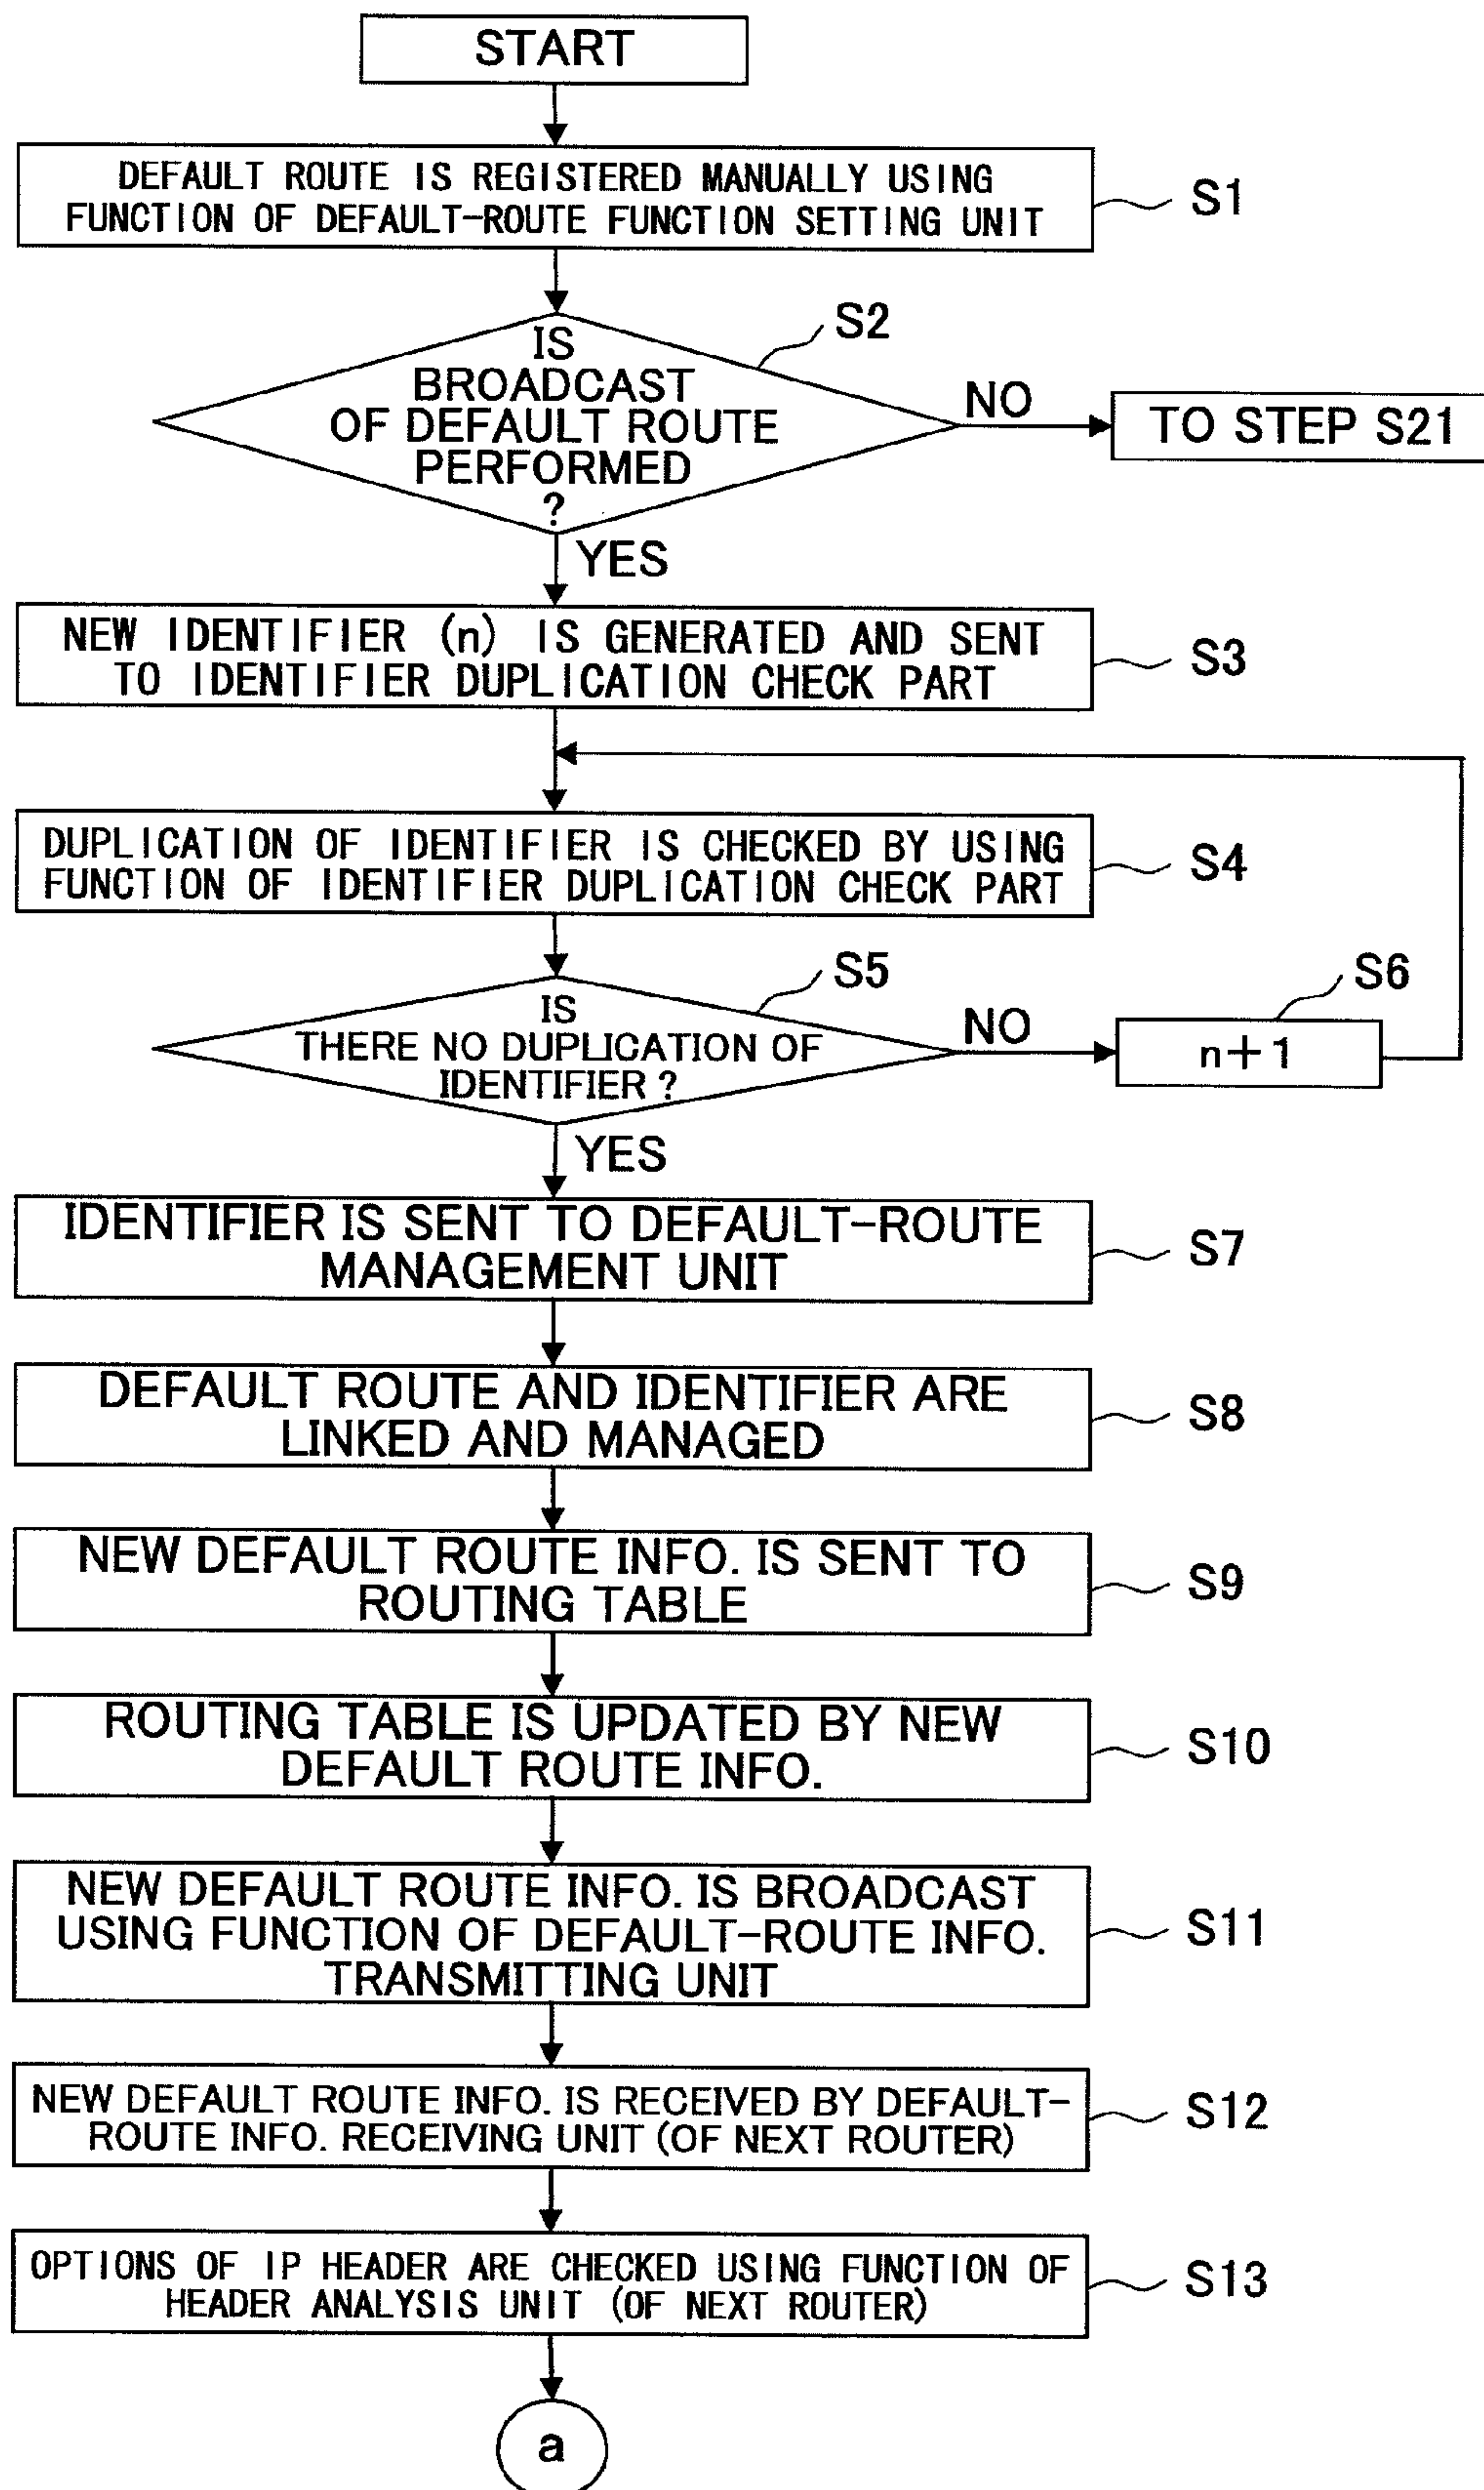 START
DEFAULT ROUTE IS REGISTERED MANUALLY USING
FUNCTION OF DEFAULT-ROUTE FUNCTION SETTING UNIT
S1
IS
BROADCAST
OF DEFAULT ROUTE
PERFORMED
?
S2
NO
TO STEP S21
YES
NEW IDENTIFIER (n) IS GENERATED AND SENT
TO IDENTIFIER DUPLICATION CHECK PART
S3
DUPLICATION OF IDENTIFIER IS CHECKED BY USING
FUNCTION OF IDENTIFIER DUPLICATION CHECK PART
S4
IS
THERE NO DUPLICATION OF
IDENTIFIER ?
S5
NO
n+1
S6
YES
IDENTIFIER IS SENT TO DEFAULT-ROUTE
MANAGEMENT UNIT
S7
DEFAULT ROUTE AND IDENTIFIER ARE
LINKED AND MANAGED
S8
NEW DEFAULT ROUTE INFO. IS SENT TO
ROUTING TABLE
S9
ROUTING TABLE IS UPDATED BY NEW
DEFAULT ROUTE INFO.
S10
NEW DEFAULT ROUTE INFO. IS BROADCAST
USING FUNCTION OF DEFAULT-ROUTE INFO.
TRANSMITTING UNIT
S11
NEW DEFAULT ROUTE INFO. IS RECEIVED BY DEFAULT-
ROUTE INFO. RECEIVING UNIT (OF NEXT ROUTER)
S12
OPTIONS OF IP HEADER ARE CHECKED USING FUNCTION OF
HEADER ANALYSIS UNIT (OF NEXT ROUTER)
S13
a